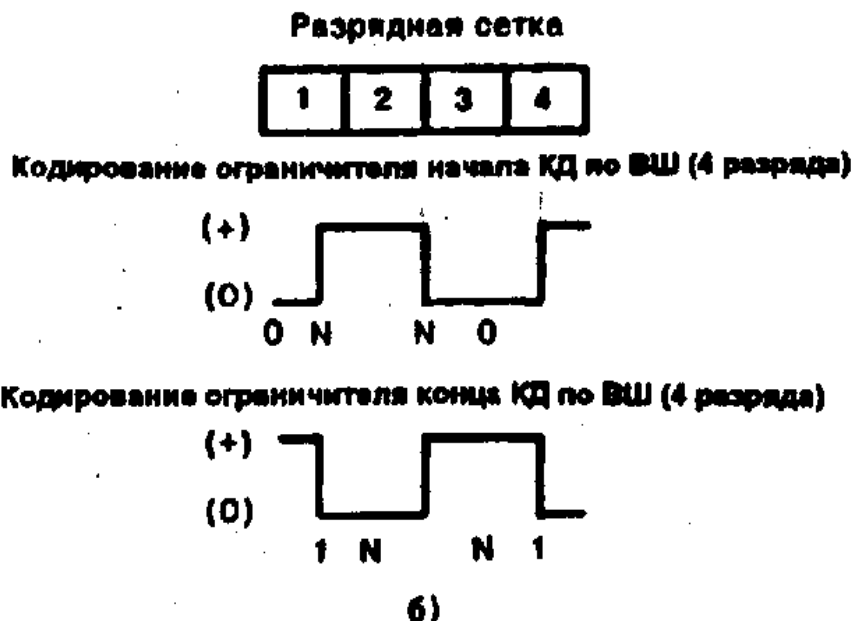 Разрядная сетка
1 2 3 4
Кодирование ограничителя начала КД по ВШ (4 разряда)
(+)
(0)
0 N N 0
Кодирование ограничителя конца КД по ВШ (4 разряда)
(+)
(0)
1 N N 1
б)